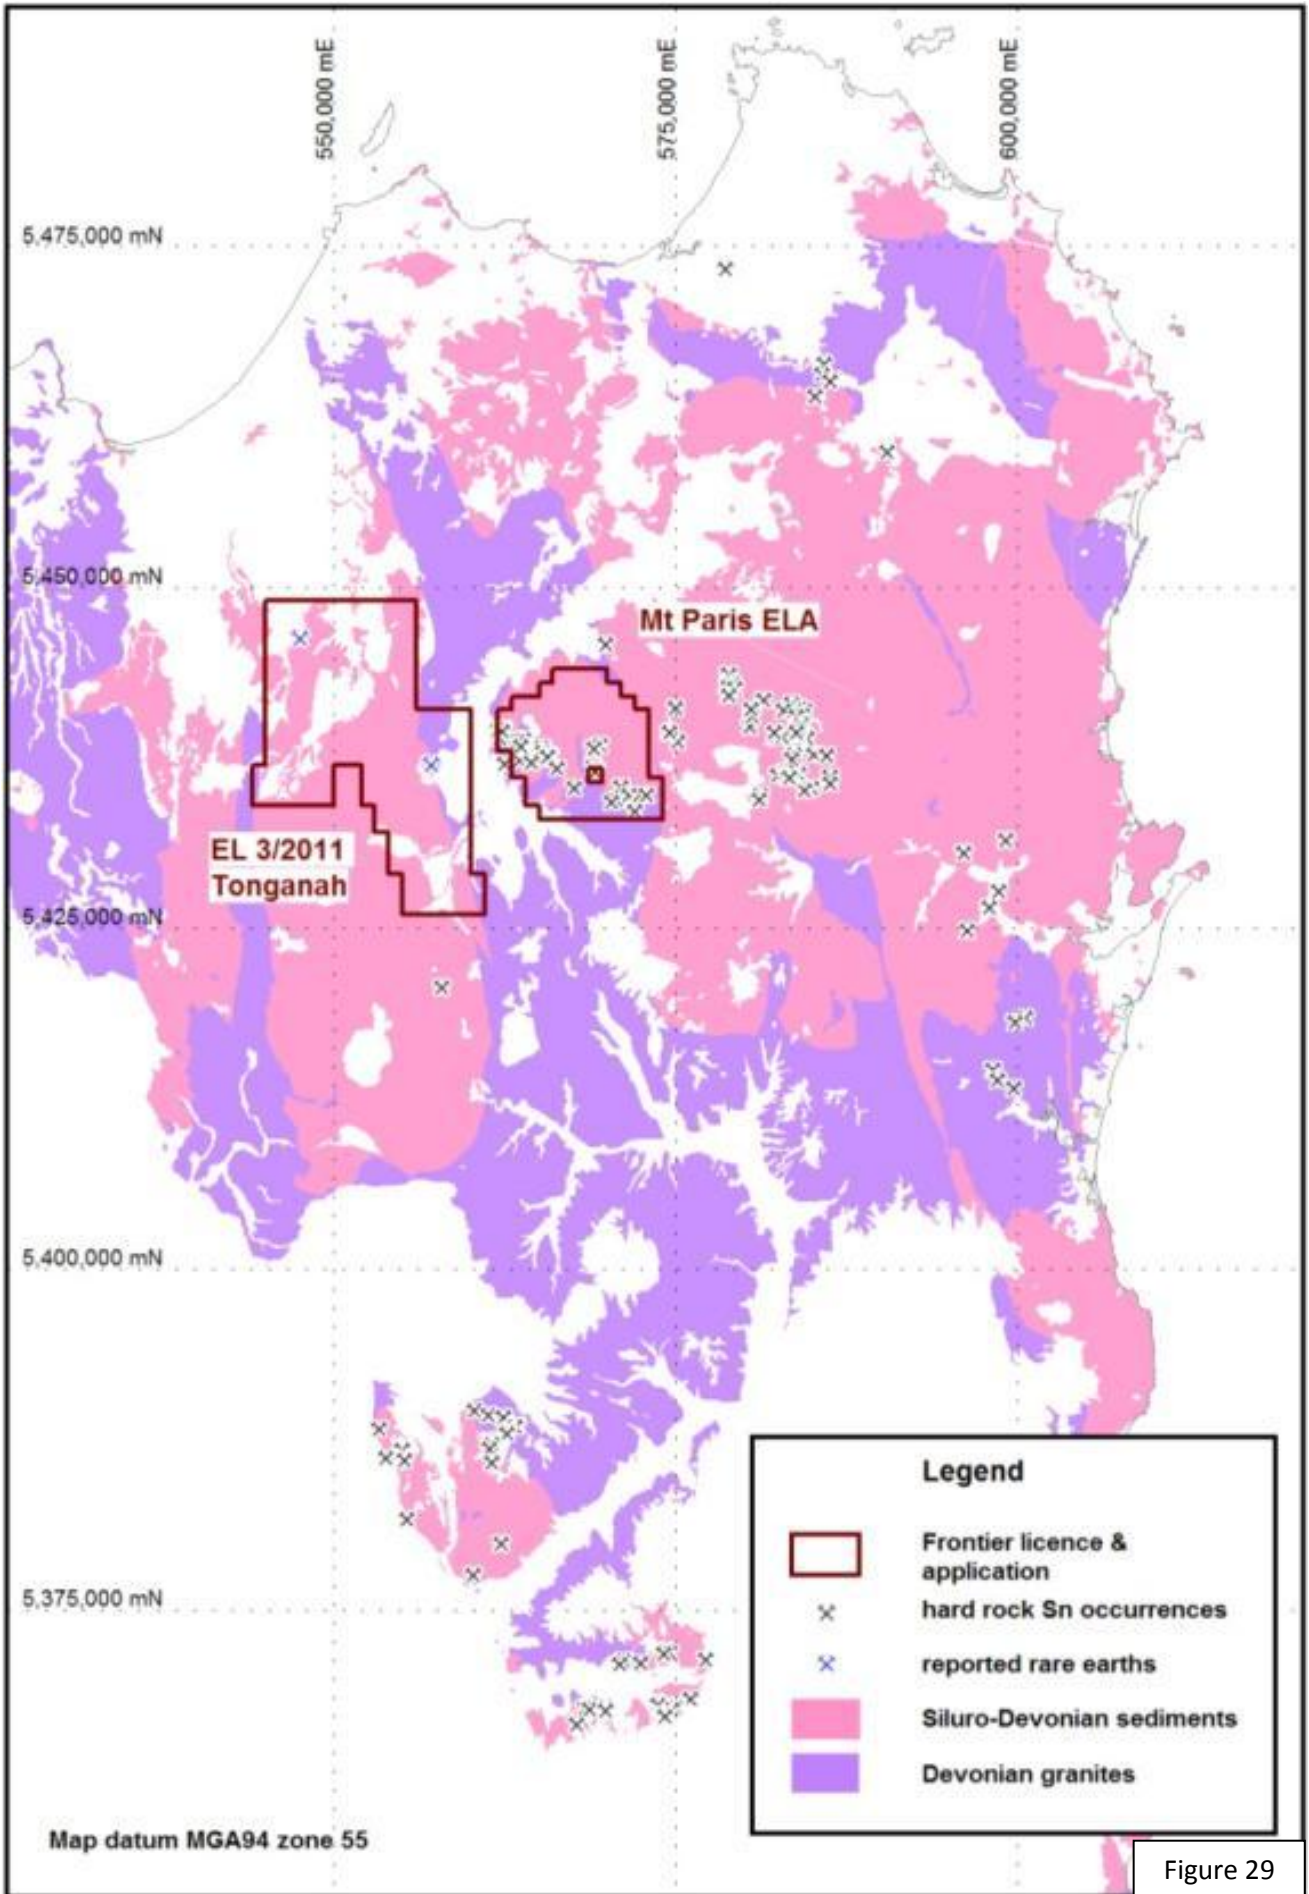 550,000 mE
575,000 mE
600,000 mE
5,475,000 mN
5,450,000 mN
Mt Paris ELA
EL 3/2011
Tonganah
5,425,000 mN
5,400,000 mN
5,375,000 mN
Legend
Frontier licence &
application
hard rock Sn occurrences
reported rare earths
Siluro-Devonian sediments
Devonian granites
Map datum MGA94 zone 55
Figure 29